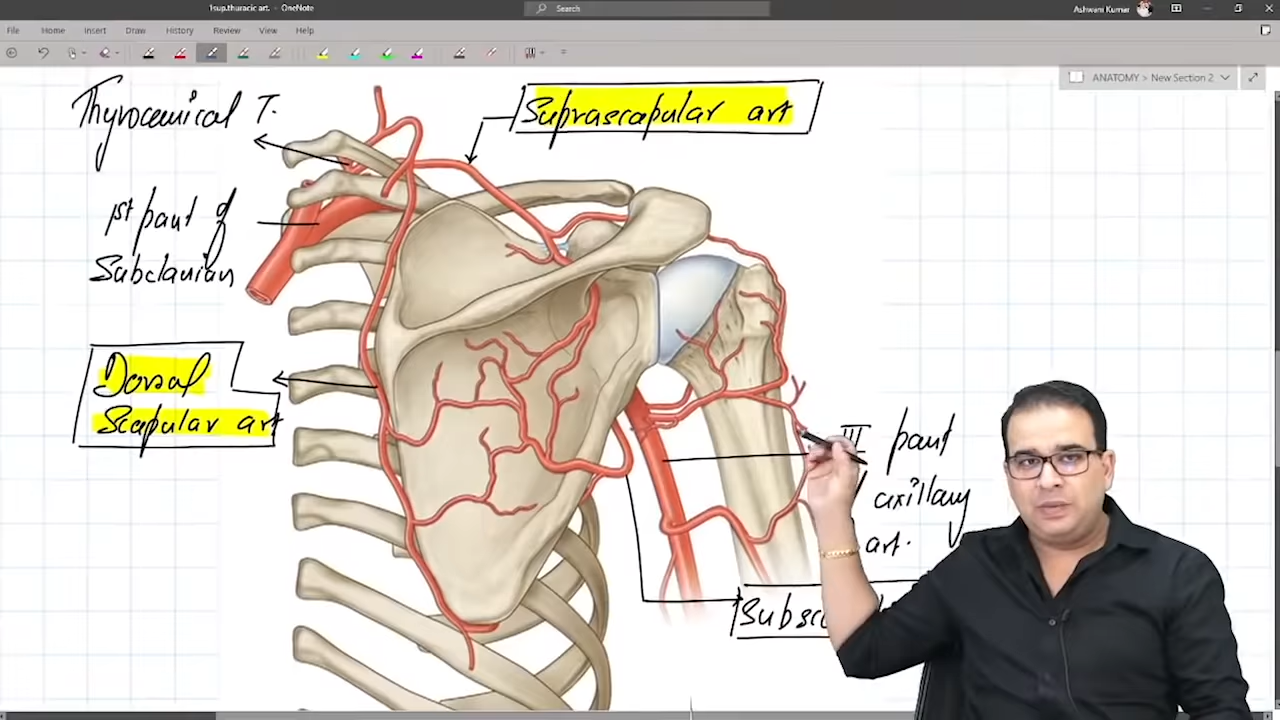 1sup.thoracic art. - OneNote
Search
Ashwani Kumar
File Home Insert Draw History Review View Help
ANATOMY > New Section 2
Thyrocervical T.
Suprascapular art
1st part of
Subclavian
Dorsal
Scapular art
III part
axillary
art.